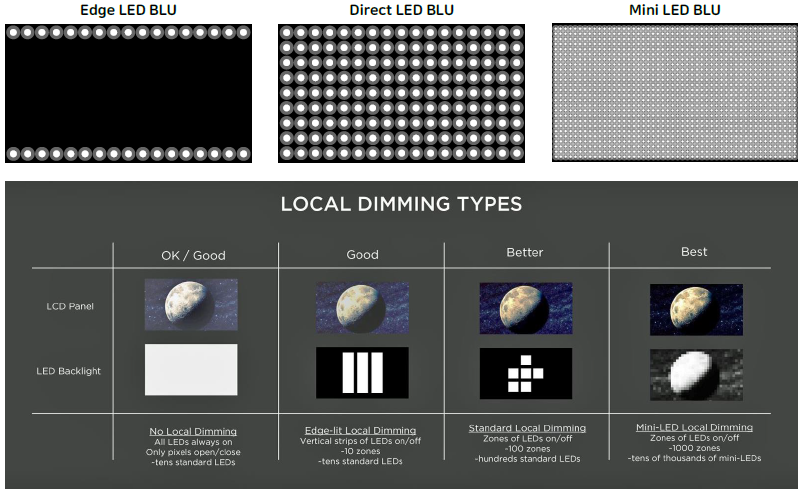 Edge LED BLU
Direct LED BLU
Mini LED BLU
LOCAL DIMMING TYPES
OK / Good
Good
Better
Best
LCD Panel
LED Backlight
No Local Dimming
All LEDs always on
Only pixels open/close
~tens standard LEDs
Edge-lit Local Dimming
Vertical strips of LEDs on/off
~10 zones
~tens standard LEDs
Standard Local Dimming
Zones of LEDs on/off
~100 zones
~hundreds standard LEDs
Mini-LED Local Dimming
Zones of LEDs on/off
~1000 zones
~tens of thousands of mini-LEDs